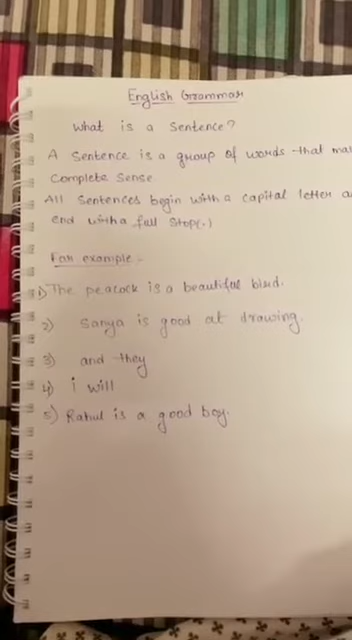 English Grammar
What is a Sentence?
A Sentence is a group of words that
Complete Sense
All Sentences begin with a capital letter
end with a full Stop(.)
For example -
1) The peacock is a beautiful bird.
2) Sanya is good at drawing.
3) and they
4) i will
5) Rahul is a good boy.